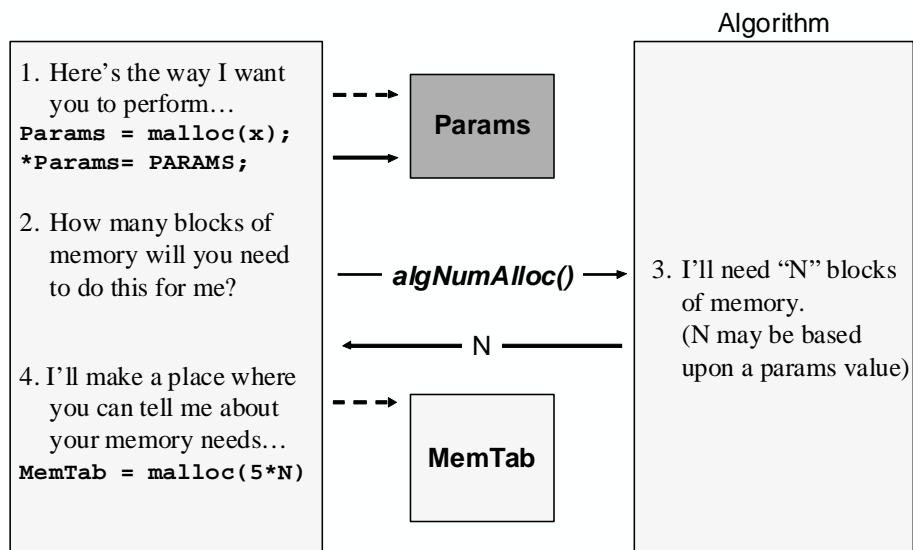 Algorithm
1. Here’s the way I want
you to perform…
Params = malloc(x);
*Params= PARAMS;
Params
2. How many blocks of
memory will you need
to do this for me?
algNumAlloc()
3. I’ll need “N” blocks
of memory.
(N may be based
upon a params value)
N
4. I’ll make a place where
you can tell me about
your memory needs…
MemTab = malloc(5*N)
MemTab